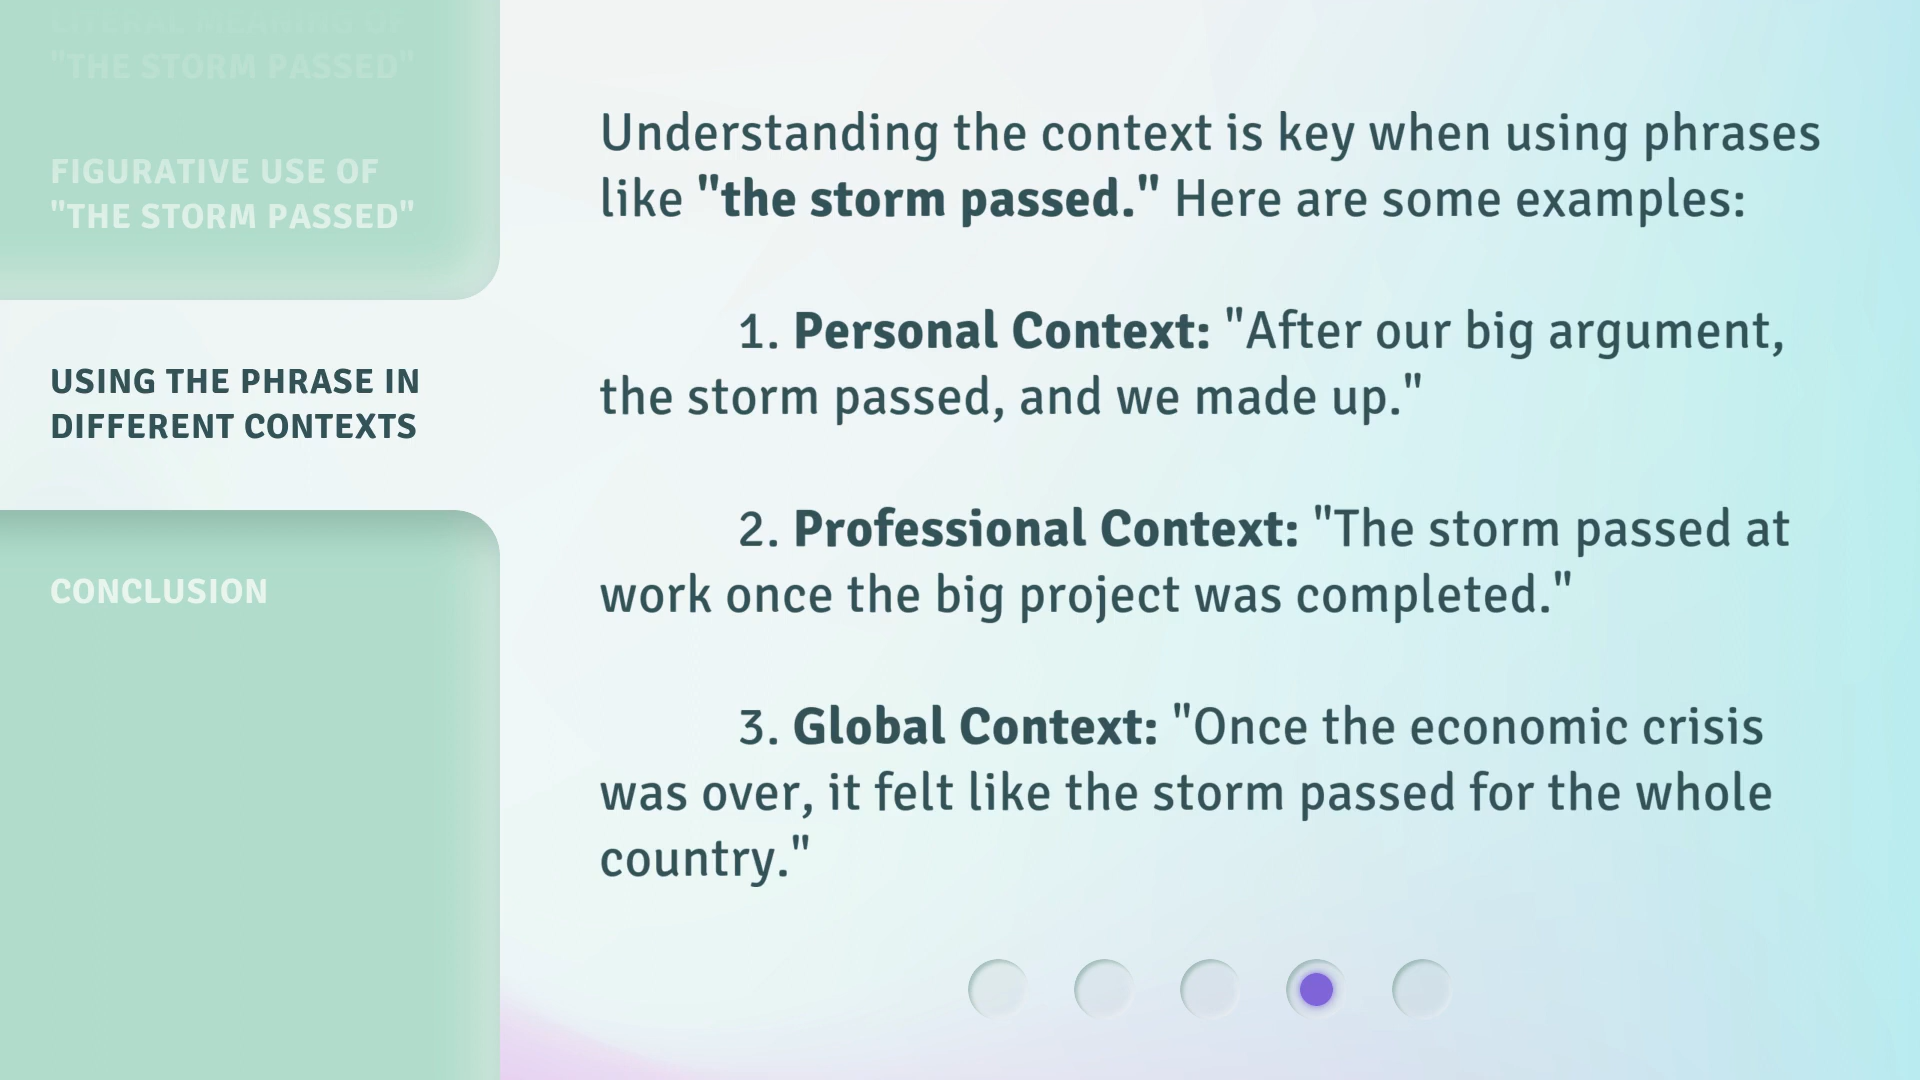 LITERAL MEANING OF
"THE STORM PASSED"
FIGURATIVE USE OF
"THE STORM PASSED"
USING THE PHRASE IN
DIFFERENT CONTEXTS
CONCLUSION
Understanding the context is key when using phrases
like "the storm passed." Here are some examples:
1. Personal Context: "After our big argument,
the storm passed, and we made up."
2. Professional Context: "The storm passed at
work once the big project was completed."
3. Global Context: "Once the economic crisis
was over, it felt like the storm passed for the whole
country."